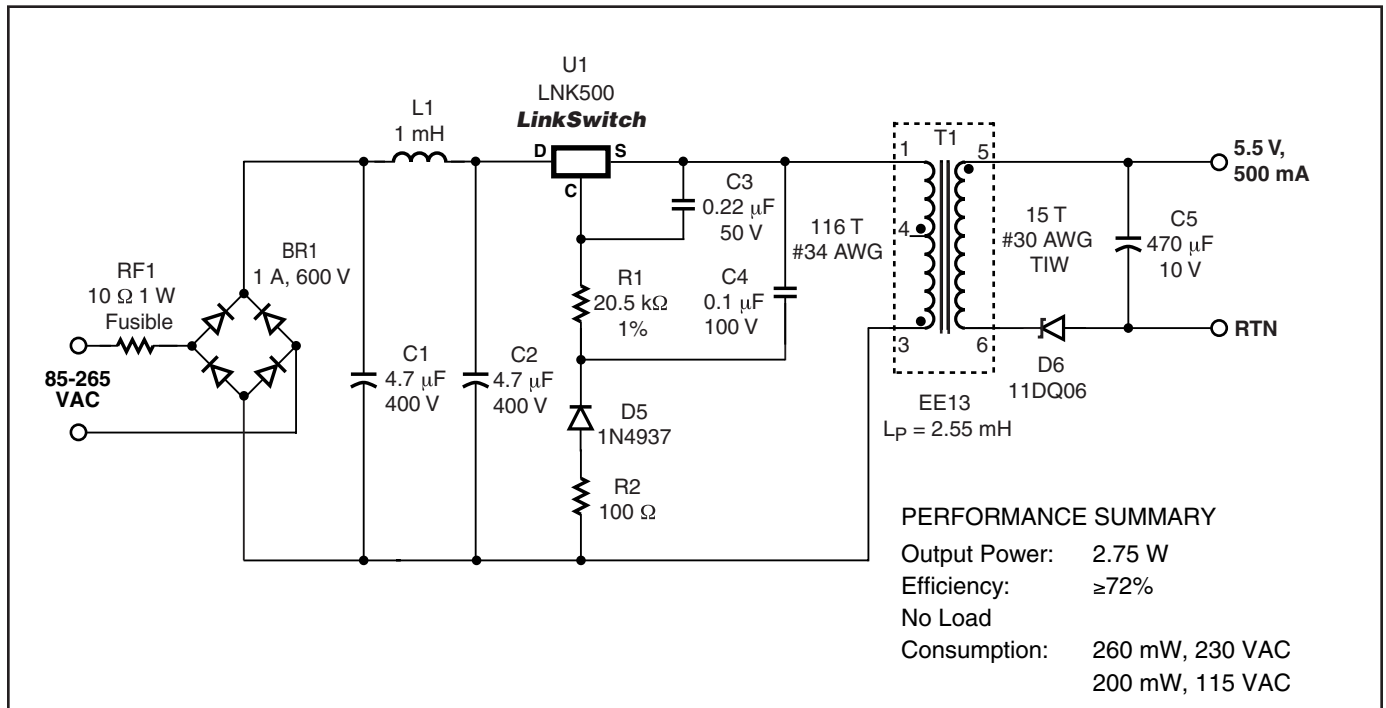 U1
LNK500
LinkSwitch
L1
1 mH
D
S
C
C3
0.22 µF
50 V
T1
1
5
4
3
6
5.5 V,
500 mA
116 T
#34 AWG
15 T
#30 AWG
TIW
C5
470 µF
10 V
RF1
10 Ω 1 W
Fusible
BR1
1 A, 600 V
R1
20.5 kΩ
1%
C4
0.1 µF
100 V
RTN
85-265
VAC
C1
4.7 µF
400 V
C2
4.7 µF
400 V
D5
1N4937
D6
11DQ06
EE13
LP = 2.55 mH
R2
100 Ω
PERFORMANCE SUMMARY
Output Power: 2.75 W
Efficiency: ≥72%
No Load
Consumption: 260 mW, 230 VAC
200 mW, 115 VAC